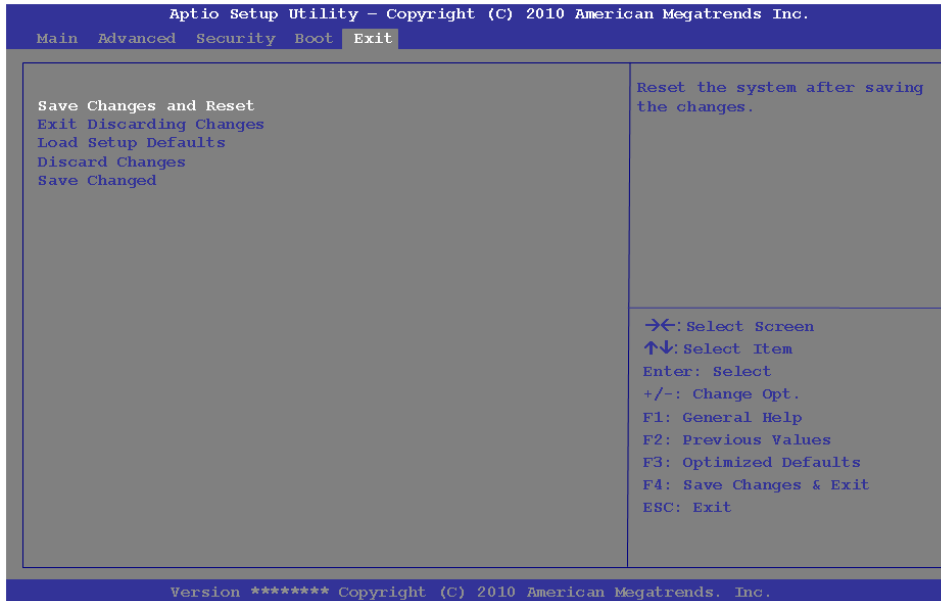 Aptio Setup Utility – Copyright (C) 2010 American Megatrends Inc.
Main Advanced Security Boot Exit
Save Changes and Reset
Exit Discarding Changes
Load Setup Defaults
Discard Changes
Save Changed
Reset the system after saving
the changes.
→←:Select Screen
↑↓:Select Item
Enter: Select
+/-: Change Opt.
F1: General Help
F2: Previous Values
F3: Optimized Defaults
F4: Save Changes & Exit
ESC: Exit
Version ******** Copyright (C) 2010 American Megatrends. Inc.